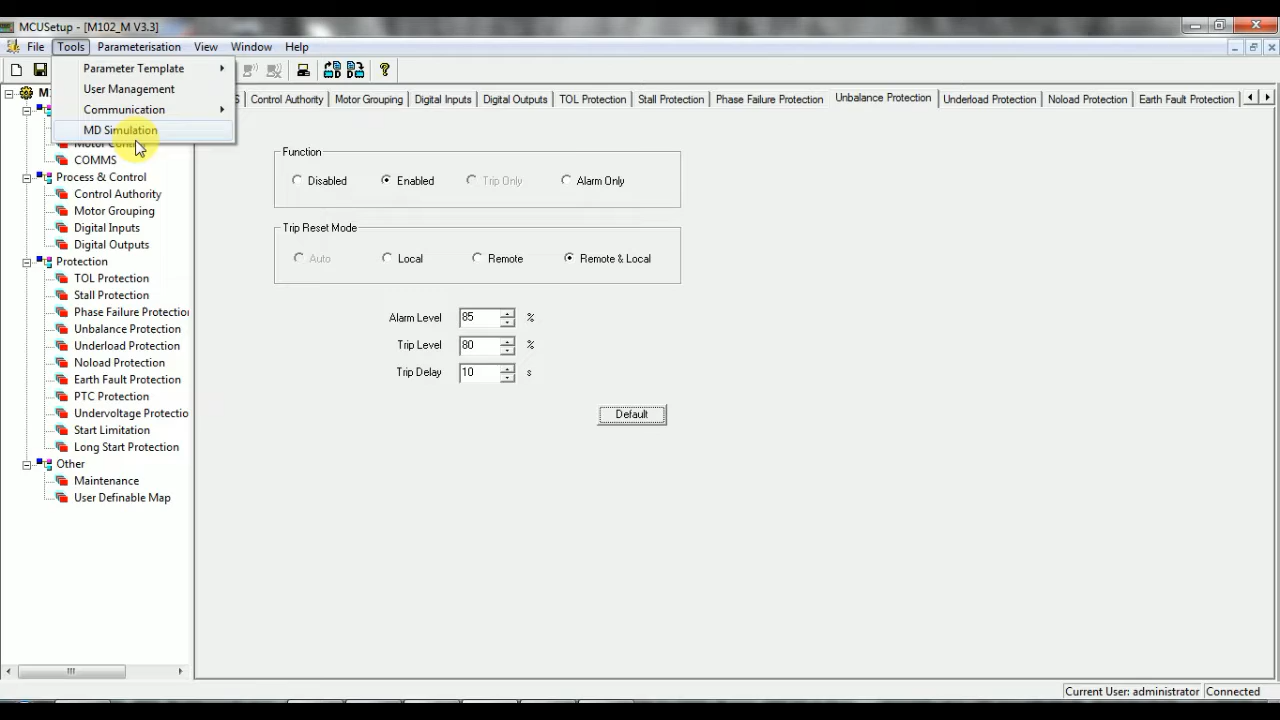 MCUSetup - [M102_M V3.3]
File Tools Parameterisation View Window Help
Parameter Template
User Management
Communication
MD Simulation
Control Authority Motor Grouping Digital Inputs Digital Outputs TOL Protection Stall Protection Phase Failure Protection Unbalance Protection Underload Protection Noload Protection Earth Fault Protection
COMMS
Process & Control
Control Authority
Motor Grouping
Digital Inputs
Digital Outputs
Protection
TOL Protection
Stall Protection
Phase Failure Protection
Unbalance Protection
Underload Protection
Noload Protection
Earth Fault Protection
PTC Protection
Undervoltage Protectio
Start Limitation
Long Start Protection
Other
Maintenance
User Definable Map
Function
Disabled Enabled Trip Only Alarm Only
Trip Reset Mode
Auto Local Remote Remote & Local
Alarm Level 85 %
Trip Level 80 %
Trip Delay 10 s
Default
Current User: administrator Connected